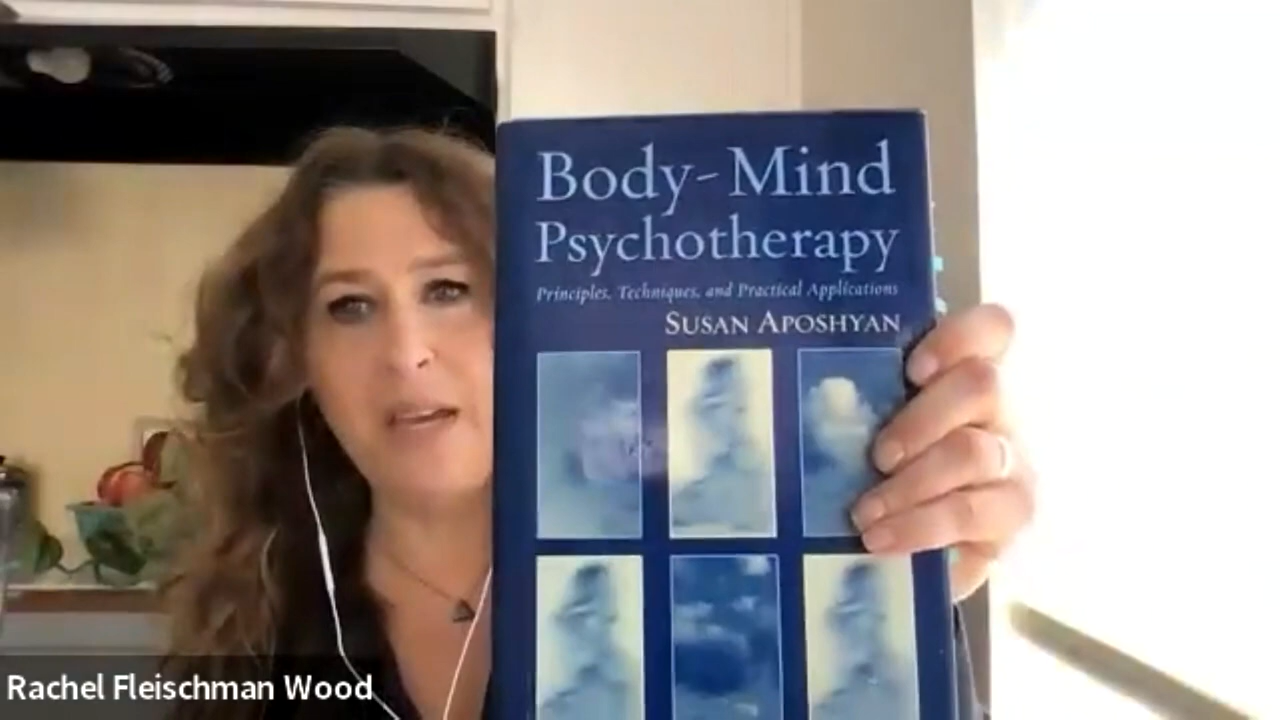 Body-Mind
Psychotherapy
Principles, Techniques, and Practical Applications
SUSAN APOSHYAN
Rachel Fleischman Wood